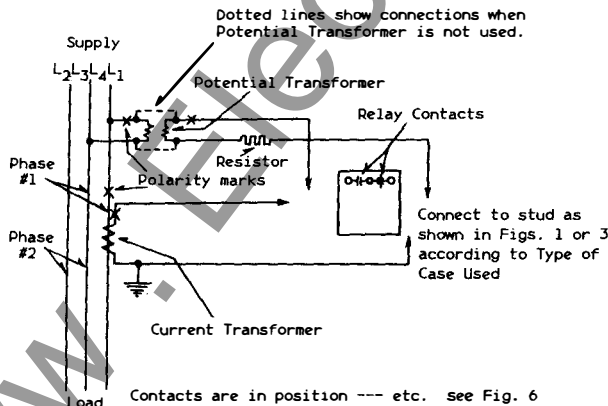 Dotted lines show connections when
Potential Transformer is not used.
Supply
L2 L3 L4 L1
Potential Transformer
Relay Contacts
Resistor
Phase
#1
Polarity marks
Phase
#2
Connect to stud as
shown in Figs. 1 or 3
according to Type of
Case Used
Current Transformer
Load
Contacts are in position --- etc. see Fig. 6
www.Elec